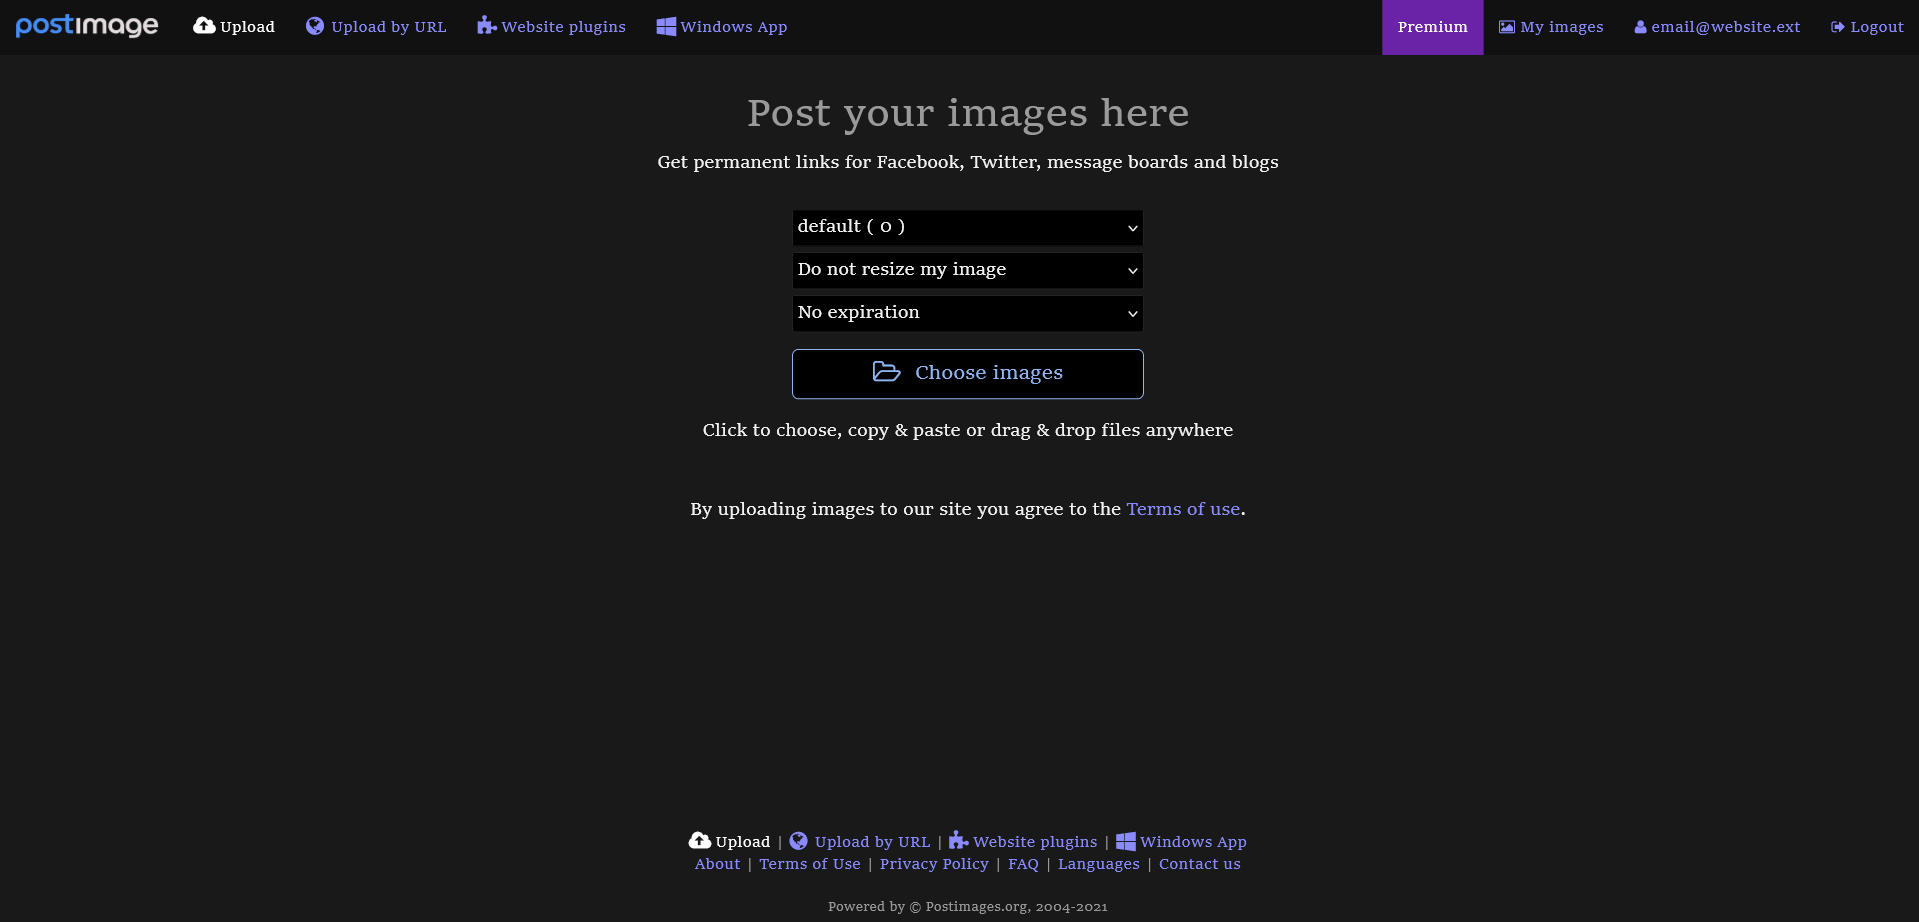 postimage Upload Upload by URL Website plugins Windows App Premium My images email@website.ext Logout
Post your images here
Get permanent links for Facebook, Twitter, message boards and blogs
default ( 0 )
Do not resize my image
No expiration
Choose images
Click to choose, copy & paste or drag & drop files anywhere
By uploading images to our site you agree to the Terms of use.
Upload | Upload by URL | Website plugins | Windows App
About | Terms of Use | Privacy Policy | FAQ | Languages | Contact us
Powered by © Postimages.org, 2004-2021